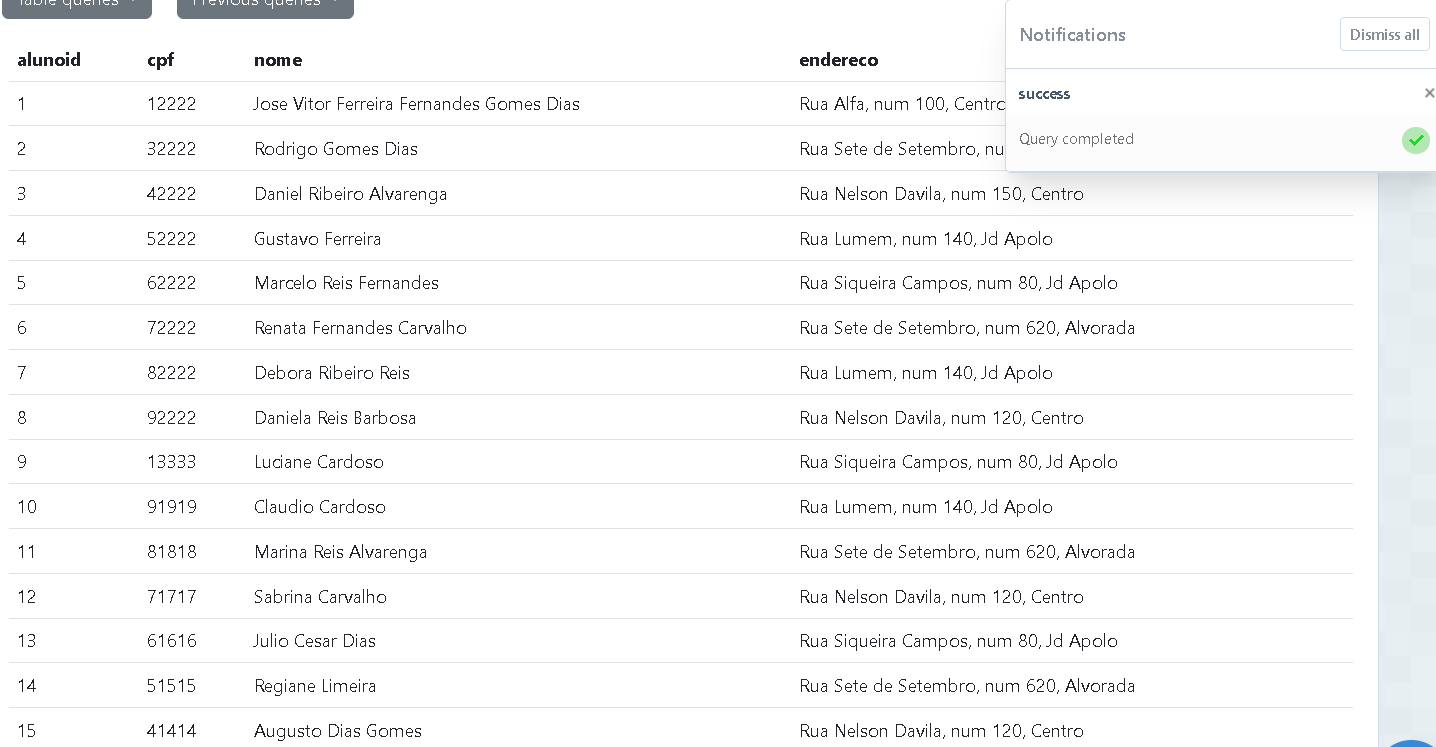 Table queries
Previous queries
Notifications
Dismiss all
success
Query completed
alunoid cpf nome endereco
1 12222 Jose Vitor Ferreira Fernandes Gomes Dias Rua Alfa, num 100, Centro
2 32222 Rodrigo Gomes Dias Rua Sete de Setembro, nu
3 42222 Daniel Ribeiro Alvarenga Rua Nelson Davila, num 150, Centro
4 52222 Gustavo Ferreira Rua Lumem, num 140, Jd Apolo
5 62222 Marcelo Reis Fernandes Rua Siqueira Campos, num 80, Jd Apolo
6 72222 Renata Fernandes Carvalho Rua Sete de Setembro, num 620, Alvorada
7 82222 Debora Ribeiro Reis Rua Lumem, num 140, Jd Apolo
8 92222 Daniela Reis Barbosa Rua Nelson Davila, num 120, Centro
9 13333 Luciane Cardoso Rua Siqueira Campos, num 80, Jd Apolo
10 91919 Claudio Cardoso Rua Lumem, num 140, Jd Apolo
11 81818 Marina Reis Alvarenga Rua Sete de Setembro, num 620, Alvorada
12 71717 Sabrina Carvalho Rua Nelson Davila, num 120, Centro
13 61616 Julio Cesar Dias Rua Siqueira Campos, num 80, Jd Apolo
14 51515 Regiane Limeira Rua Sete de Setembro, num 620, Alvorada
15 41414 Augusto Dias Gomes Rua Nelson Davila, num 120, Centro